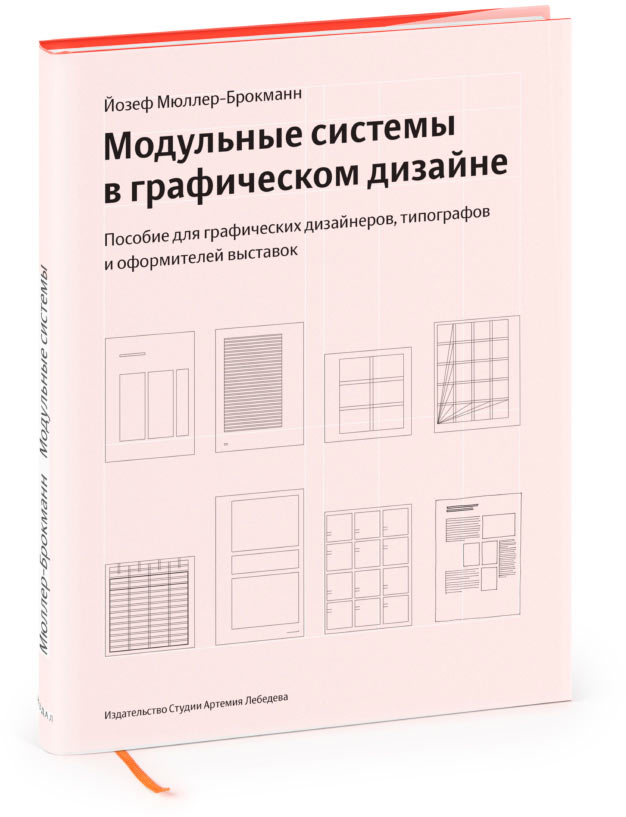 Йозеф Мюллер-Брокманн
Модульные системы
в графическом дизайне
Пособие для графических дизайнеров, типографов
и оформителей выставок
Издательство Студии Артемия Лебедева
Мюллер-Брокманн Модульные системы